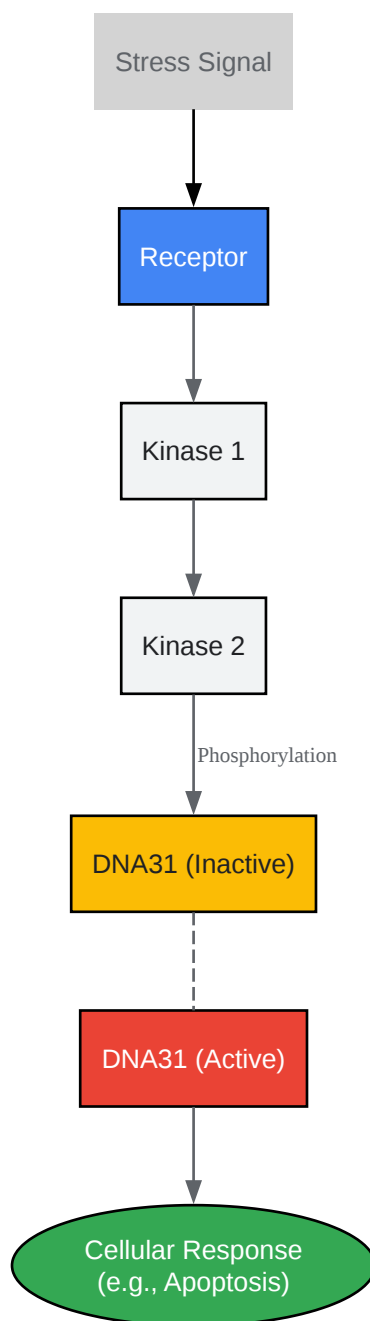 Stress Signal
Receptor
Kinase 1
Kinase 2
Phosphorylation
DNA31 (Inactive)
DNA31 (Active)
Cellular Response
(e.g., Apoptosis)